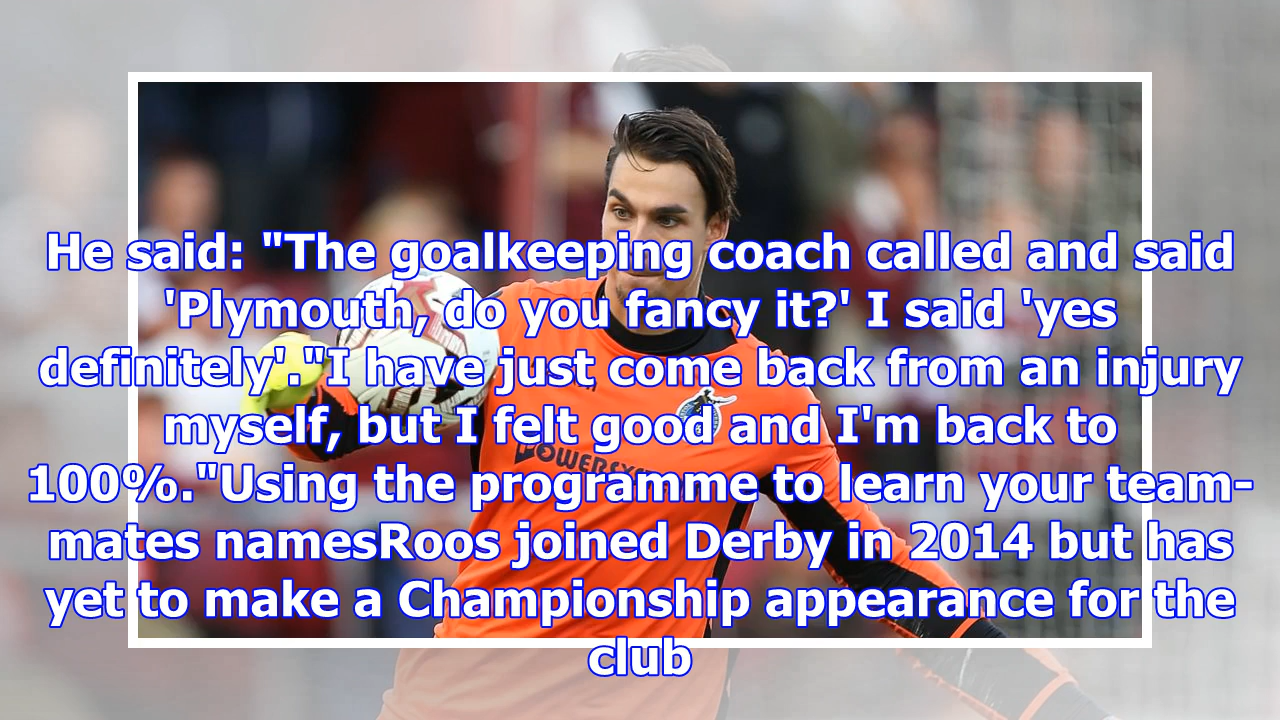 He said: "The goalkeeping coach called and said
'Plymouth, do you fancy it?' I said 'yes
definitely'."I have just come back from an injury
myself, but I felt good and I'm back to
100%."Using the programme to learn your team-
mates namesRoos joined Derby in 2014 but has
yet to make a Championship appearance for the
club